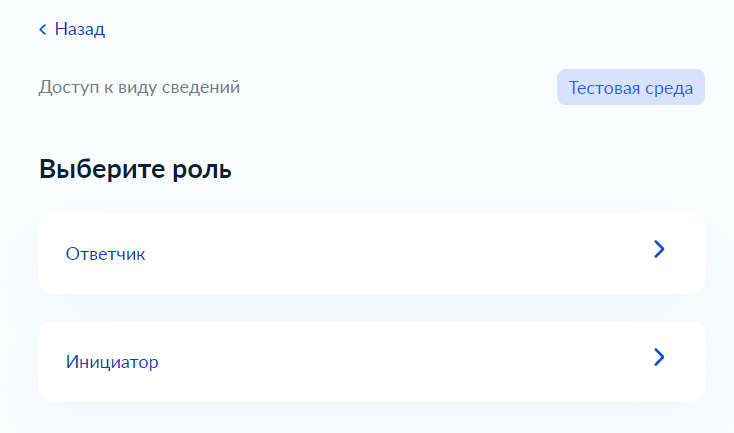 Назад
Доступ к виду сведений
Тестовая среда
Выберите роль
Ответчик
Инициатор